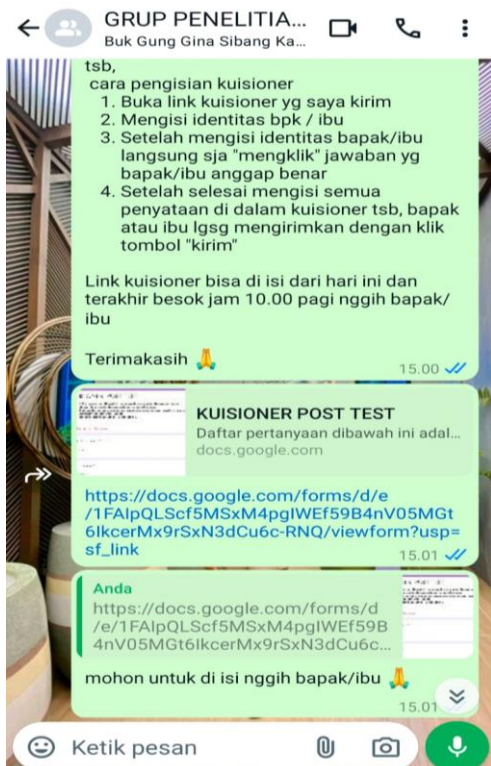 GRUP PENELITIA...
Buk Gung Gina Sibang Ka...
tsb,
cara pengisian kuisioner
1. Buka link kuisioner yg saya kirim
2. Mengisi identitas bpk / ibu
3. Setelah mengisi identitas bapak/ibu
langsung sja "mengklik" jawaban yg
bapak/ibu anggap benar
4. Setelah selesai mengisi semua
penyataan di dalam kuisioner tsb, bapak
atau ibu lgsg mengirimkan dengan klik
tombol "kirim"
Link kuisioner bisa di isi dari hari ini dan
terakhir besok jam 10.00 pagi nggih bapak/
ibu
Terimakasih 🙏
15.00
KUISIONER POST TEST
Daftar pertanyaan dibawah ini adal...
docs.google.com
https://docs.google.com/forms/d/e
/1FAIpQLScf5MSxM4pgIWEf59B4nV05MGt
6IkcerMx9rSxN3dCu6c-RNQ/viewform?usp=
sf_link
15.01
Anda
https://docs.google.com/forms/d
/e/1FAIpQLScf5MSxM4pgIWEf59B
4nV05MGt6IkcerMx9rSxN3dCu6c...
mohon untuk di isi nggih bapak/ibu 🙏
15.01
Ketik pesan